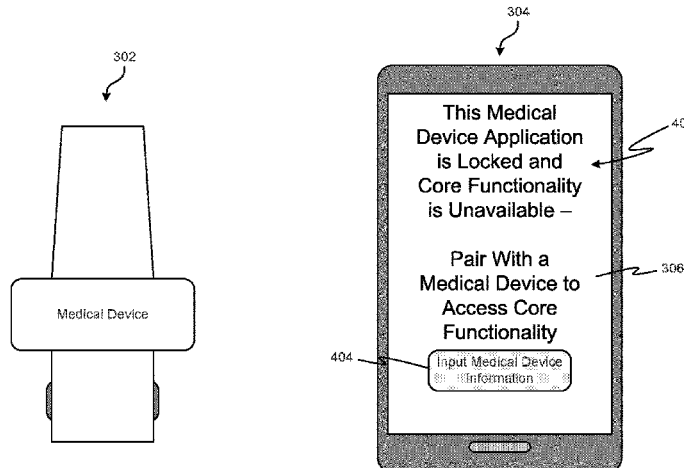 304
302
This Medical
Device Application
is Locked and
Core Functionality
is Unavailable –
Pair With a
Medical Device to
Access Core
Functionality
306
Medical Device
404
Input Medical Device
Information